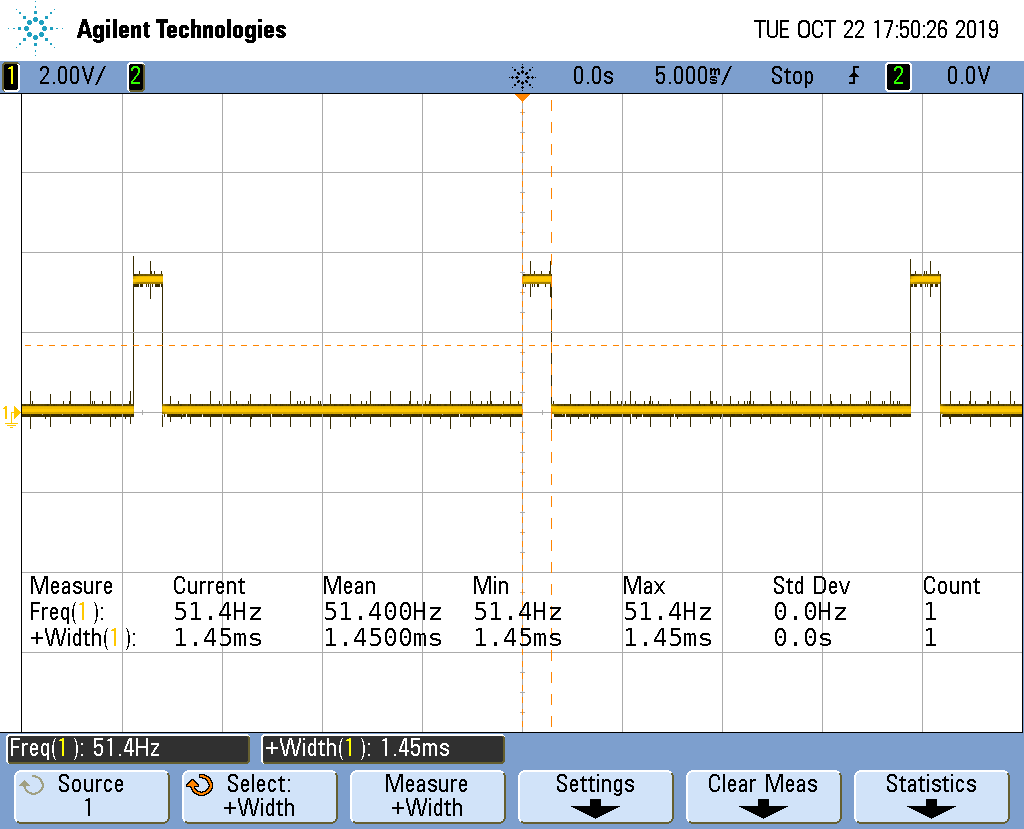 Agilent Technologies
TUE OCT 22 17:50:26 2019
1 2.00V/ 2 0.0s 5.000ms/ Stop 2 0.0V
1
Measure Current Mean Min Max Std Dev Count
Freq(1): 51.4Hz 51.400Hz 51.4Hz 51.4Hz 0.0Hz 1
+Width(1): 1.45ms 1.4500ms 1.45ms 1.45ms 0.0s 1
Freq(1): 51.4Hz +Width(1): 1.45ms
Source
1
Select:
+Width
Measure
+Width
Settings
Clear Meas
Statistics